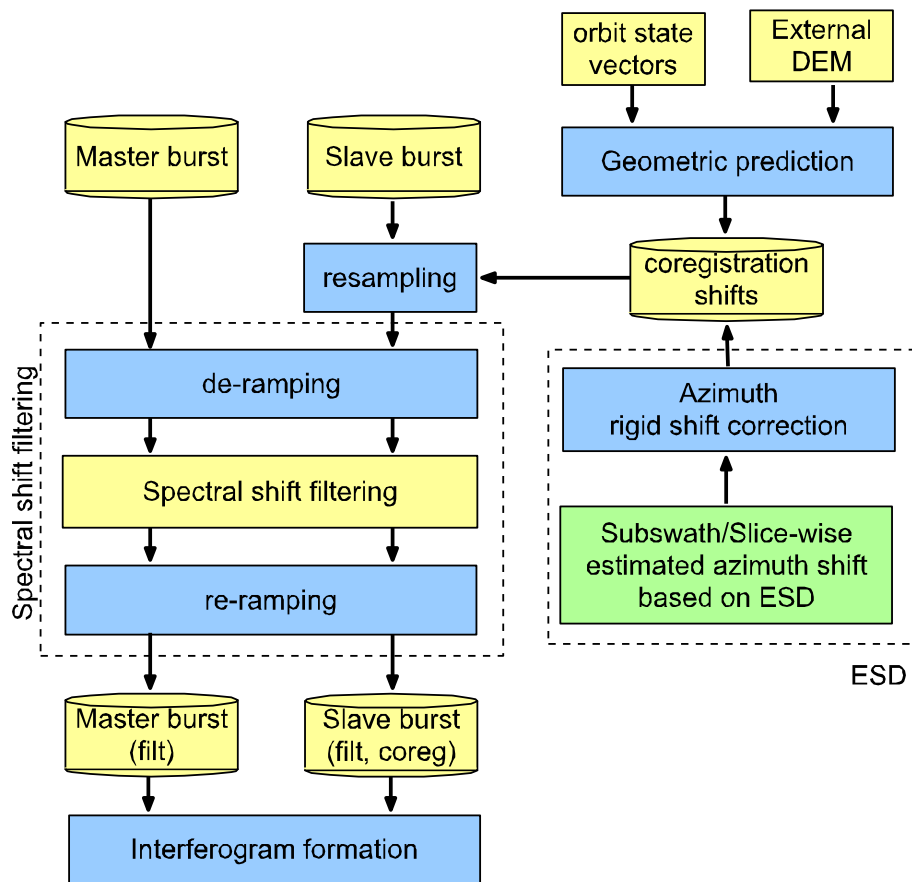 orbit state
vectors
External
DEM
Master burst
Slave burst
Geometric prediction
resampling
coregistration
shifts
Spectral shift filtering
de-ramping
Azimuth
rigid shift correction
Spectral shift filtering
Subswath/Slice-wise
estimated azimuth shift
based on ESD
re-ramping
ESD
Master burst
(filt)
Slave burst
(filt, coreg)
Interferogram formation